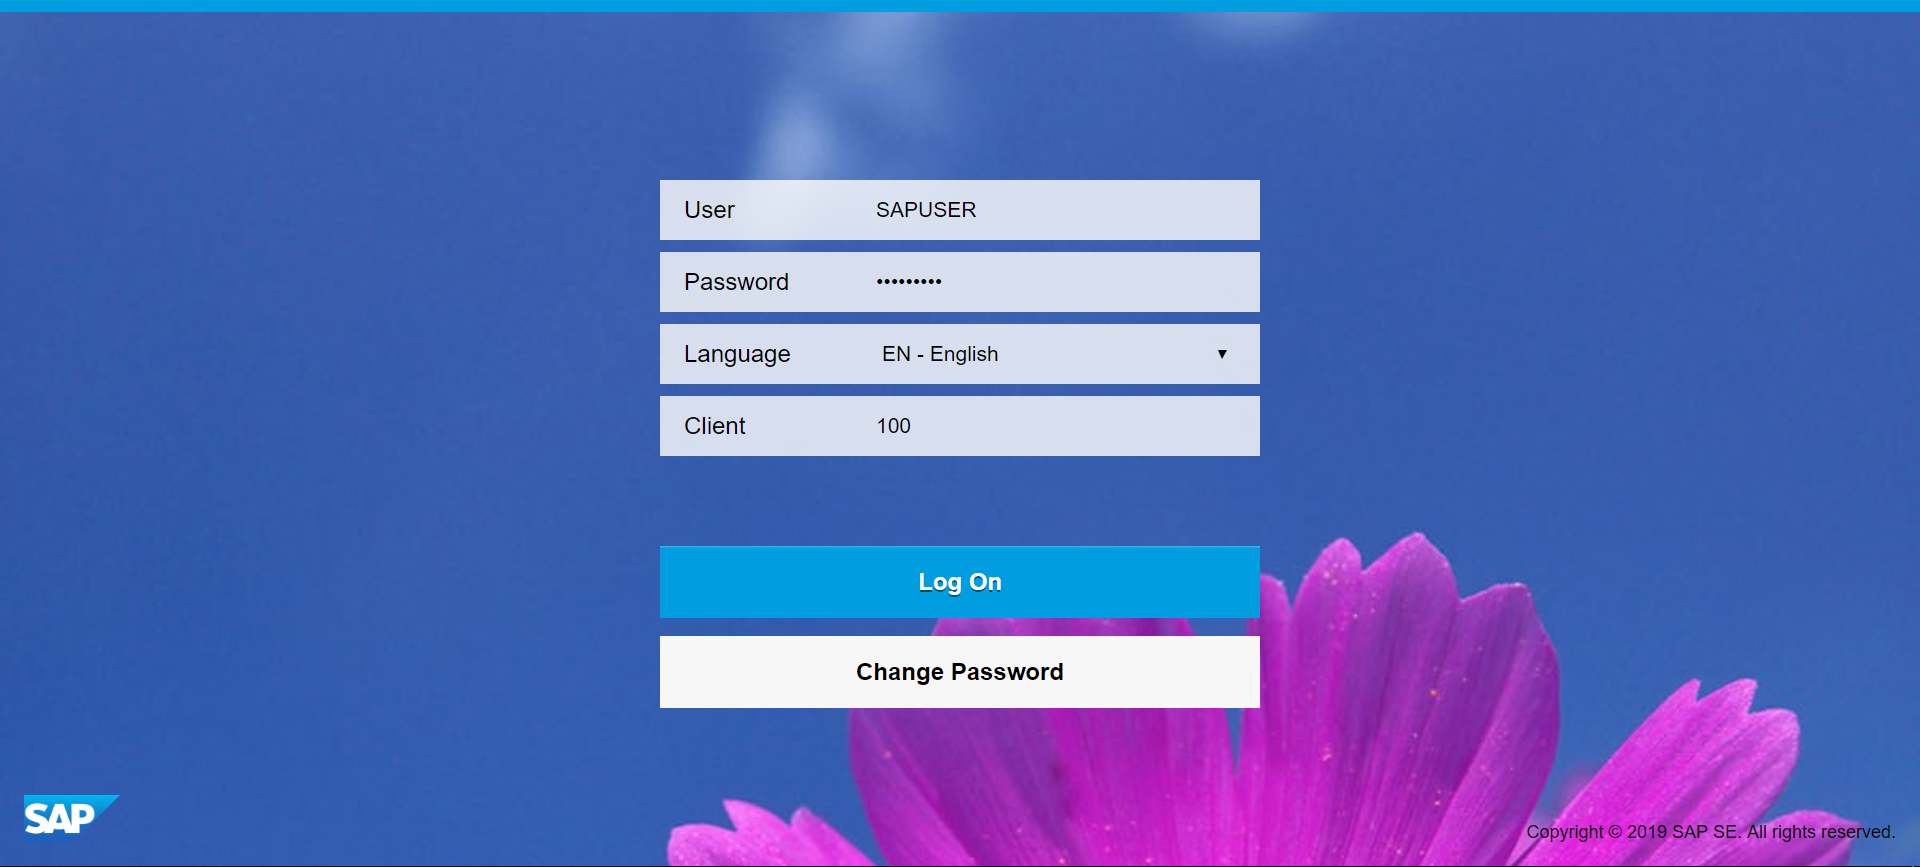 User SAPUSER
Password •••••••••
Language EN - English ▼
Client 100
Log On
Change Password
SAP
Copyright © 2019 SAP SE. All rights reserved.